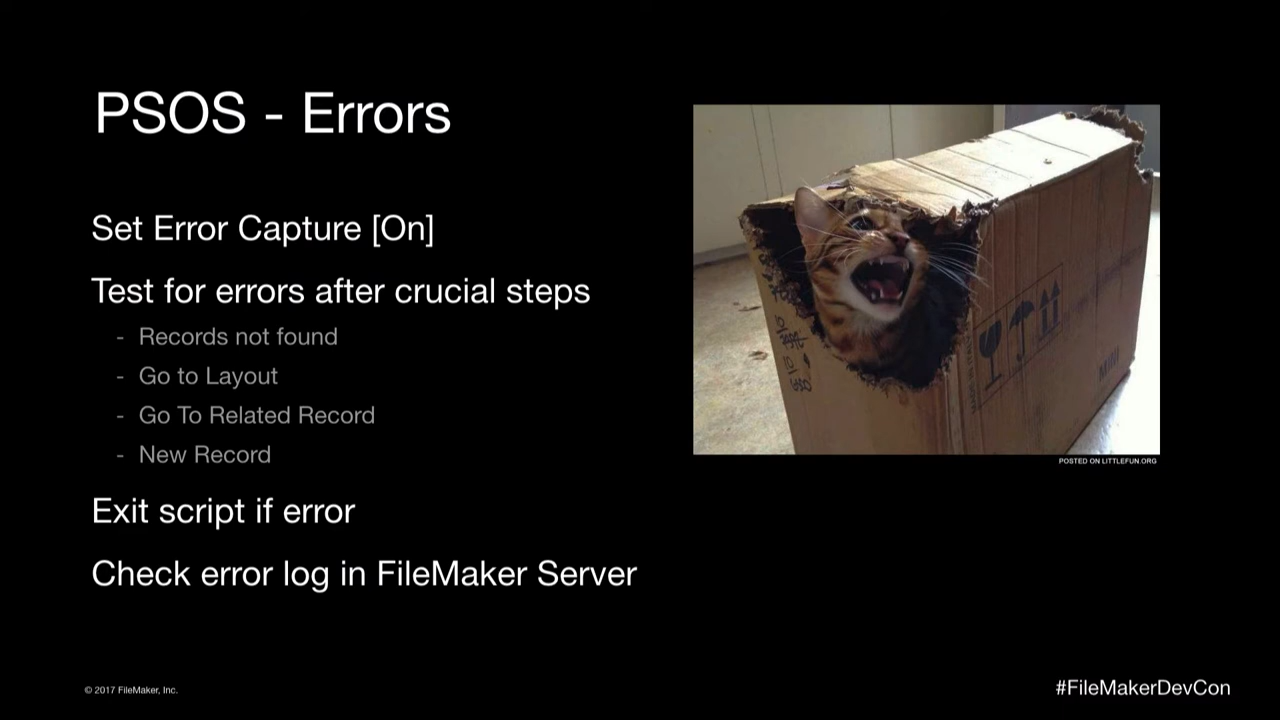 PSOS - Errors
Set Error Capture [On]
Test for errors after crucial steps
- Records not found
- Go to Layout
- Go To Related Record
- New Record
Exit script if error
Check error log in FileMaker Server
MINI
POSTED ON LITTLEFUN.ORG
© 2017 FileMaker, Inc.
#FileMakerDevCon